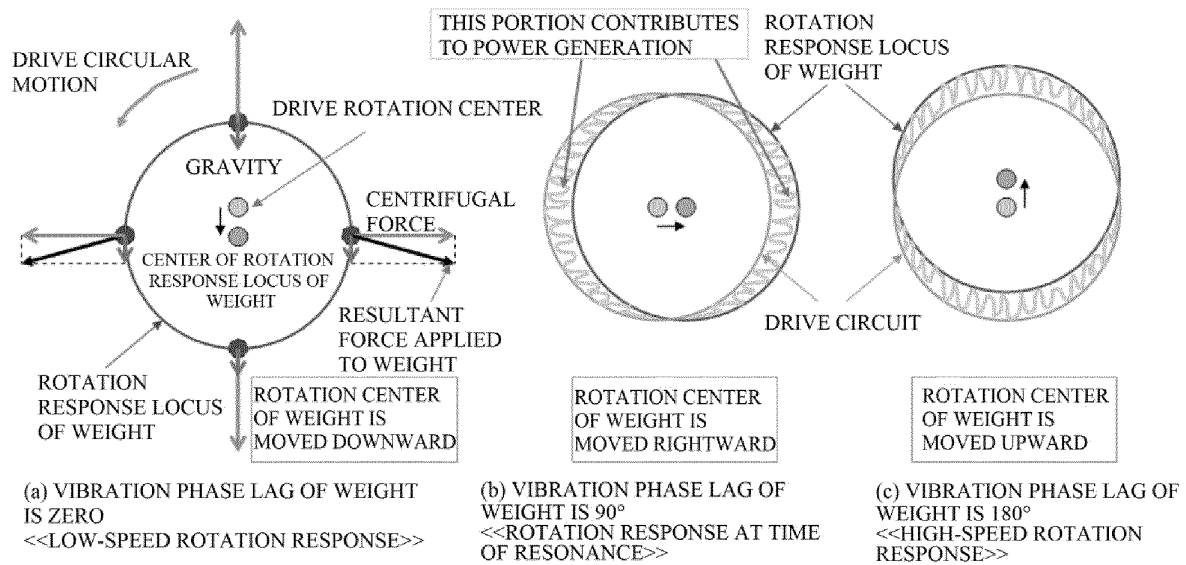 DRIVE CIRCULAR
MOTION
DRIVE ROTATION CENTER
GRAVITY
CENTRIFUGAL
FORCE
CENTER OF ROTATION
RESPONSE LOCUS OF
WEIGHT
RESULTANT
FORCE APPLIED
TO WEIGHT
ROTATION
RESPONSE LOCUS
OF WEIGHT
ROTATION CENTER
OF WEIGHT IS
MOVED DOWNWARD
(a) VIBRATION PHASE LAG OF WEIGHT
IS ZERO
<<LOW-SPEED ROTATION RESPONSE>>
THIS PORTION CONTRIBUTES
TO POWER GENERATION
ROTATION
RESPONSE LOCUS
OF WEIGHT
DRIVE CIRCUIT
ROTATION CENTER
OF WEIGHT IS
MOVED RIGHTWARD
(b) VIBRATION PHASE LAG OF
WEIGHT IS 90°
<<ROTATION RESPONSE AT TIME
OF RESONANCE>>
ROTATION CENTER
OF WEIGHT IS
MOVED UPWARD
(c) VIBRATION PHASE LAG OF
WEIGHT IS 180°
<<HIGH-SPEED ROTATION
RESPONSE>>